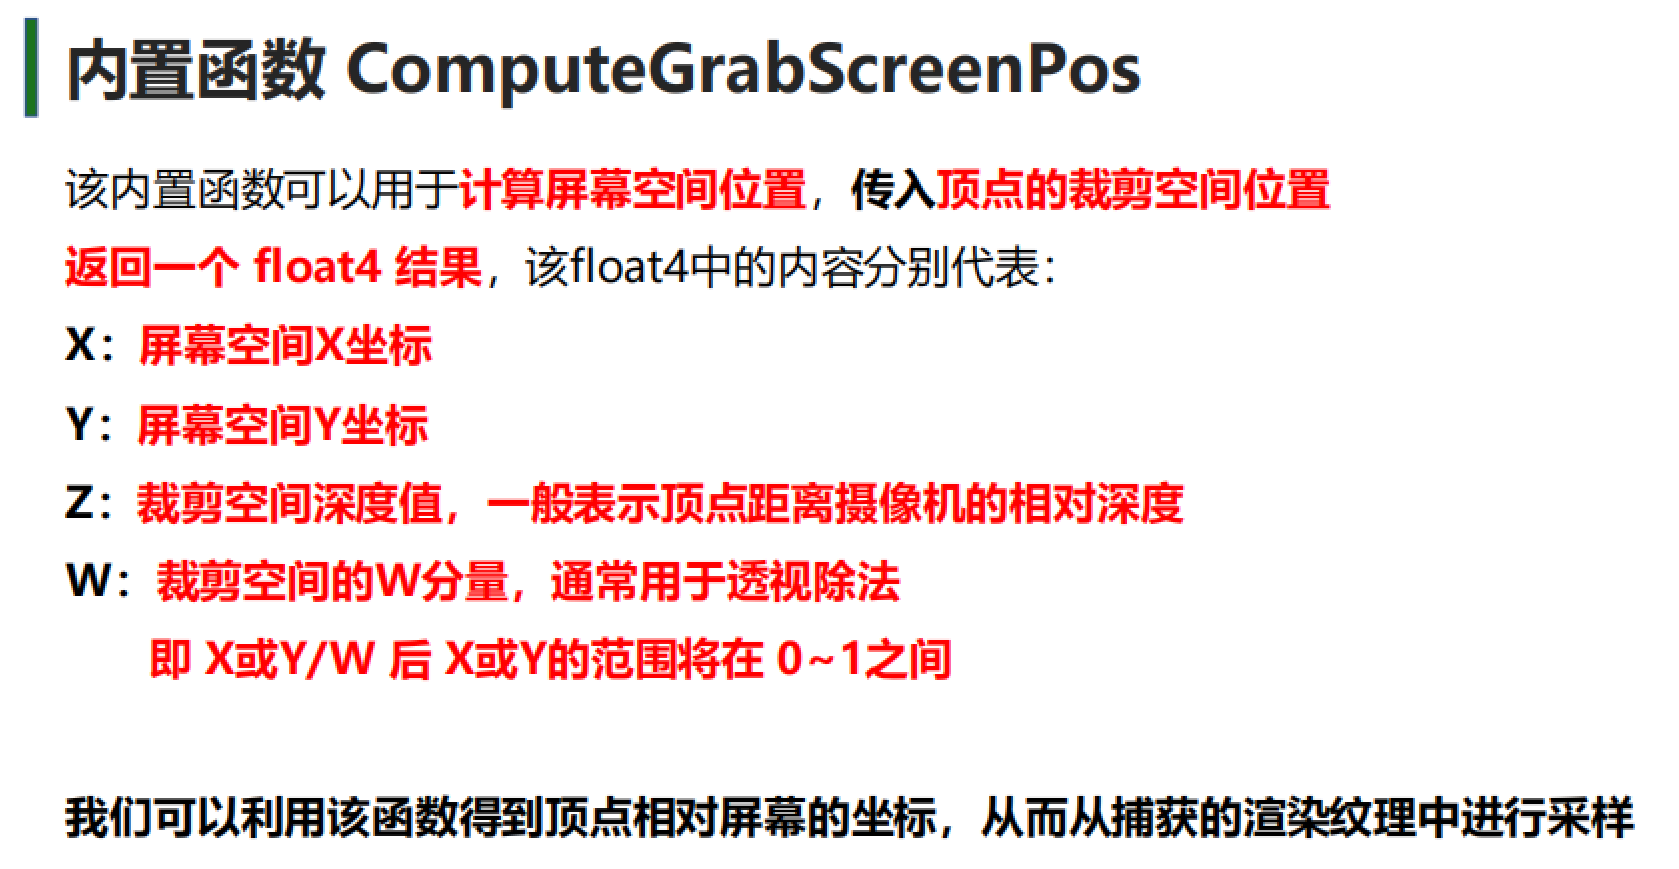 内置函数 ComputeGrabScreenPos
该内置函数可以用于计算屏幕空间位置，传入顶点的裁剪空间位置
返回一个 float4 结果，该float4中的内容分别代表：
X：屏幕空间X坐标
Y：屏幕空间Y坐标
Z：裁剪空间深度值，一般表示顶点距离摄像机的相对深度
W：裁剪空间的W分量，通常用于透视除法
即 X或Y/W 后 X或Y的范围将在 0~1之间
我们可以利用该函数得到顶点相对屏幕的坐标，从而从捕获的渲染纹理中进行采样